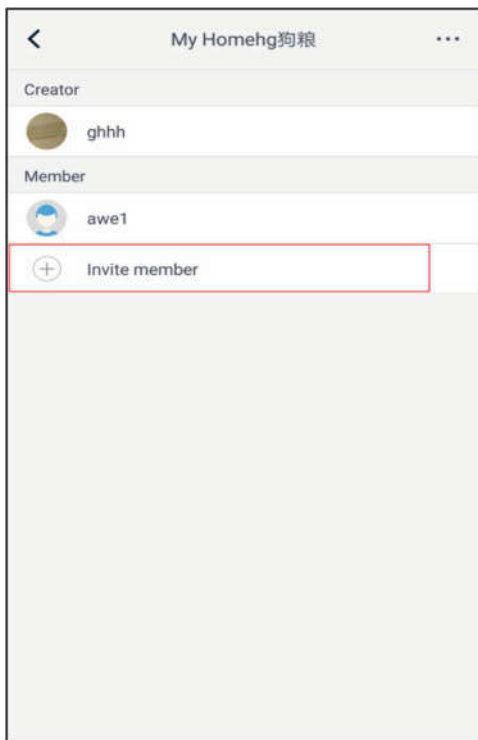 My Homehg狗粮
Creator
ghhh
Member
awe1
Invite member